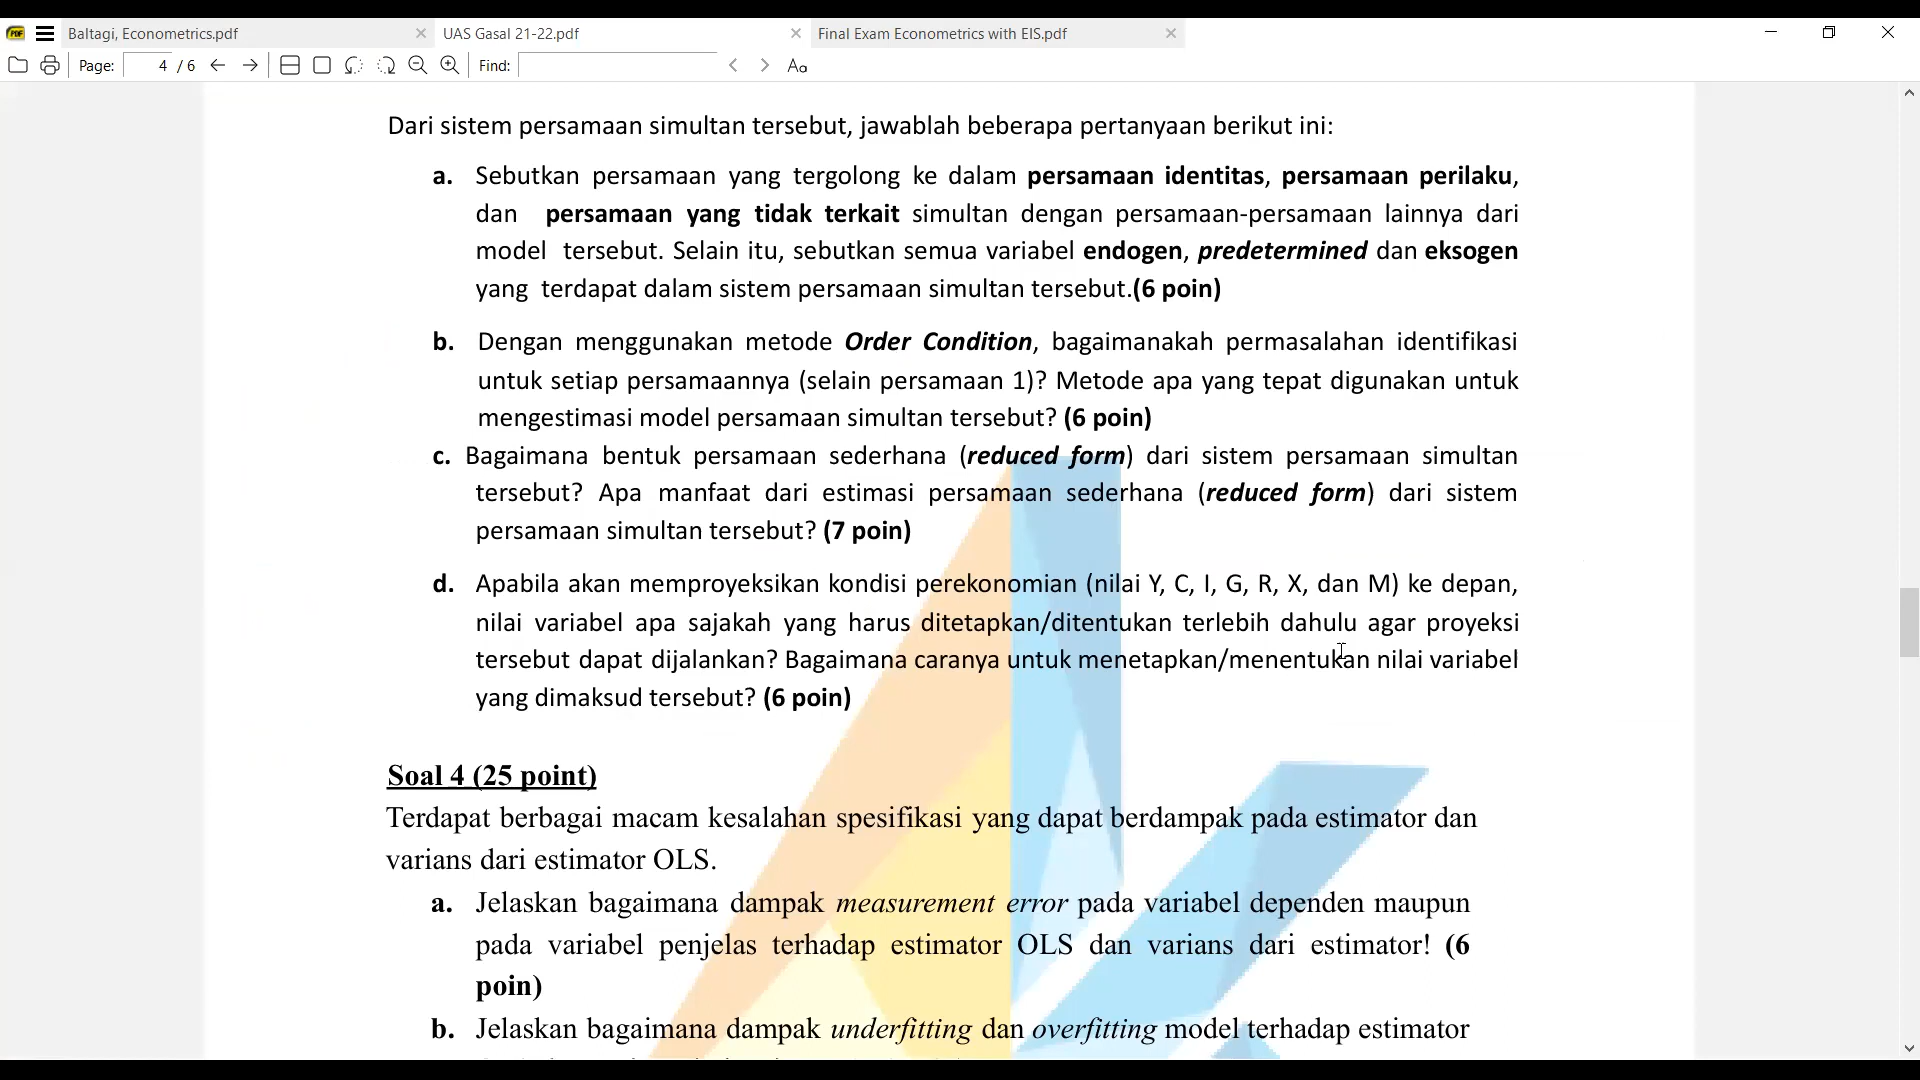 Baltagi, Econometrics.pdf
UAS Gasal 21-22.pdf
Final Exam Econometrics with EIS.pdf
Page: 4 / 6
Find:
Aa
Dari sistem persamaan simultan tersebut, jawablah beberapa pertanyaan berikut ini:
a. Sebutkan persamaan yang tergolong ke dalam persamaan identitas, persamaan perilaku,
dan persamaan yang tidak terkait simultan dengan persamaan-persamaan lainnya dari
model tersebut. Selain itu, sebutkan semua variabel endogen, predetermined dan eksogen
yang terdapat dalam sistem persamaan simultan tersebut.(6 poin)
b. Dengan menggunakan metode Order Condition, bagaimanakah permasalahan identifikasi
untuk setiap persamaannya (selain persamaan 1)? Metode apa yang tepat digunakan untuk
mengestimasi model persamaan simultan tersebut? (6 poin)
c. Bagaimana bentuk persamaan sederhana (reduced form) dari sistem persamaan simultan
tersebut? Apa manfaat dari estimasi persamaan sederhana (reduced form) dari sistem
persamaan simultan tersebut? (7 poin)
d. Apabila akan memproyeksikan kondisi perekonomian (nilai Y, C, I, G, R, X, dan M) ke depan,
nilai variabel apa sajakah yang harus ditetapkan/ditentukan terlebih dahulu agar proyeksi
tersebut dapat dijalankan? Bagaimana caranya untuk menetapkan/menentukan nilai variabel
yang dimaksud tersebut? (6 poin)
Soal 4 (25 point)
Terdapat berbagai macam kesalahan spesifikasi yang dapat berdampak pada estimator dan
varians dari estimator OLS.
a. Jelaskan bagaimana dampak measurement error pada variabel dependen maupun
pada variabel penjelas terhadap estimator OLS dan varians dari estimator! (6
poin)
b. Jelaskan bagaimana dampak underfitting dan overfitting model terhadap estimator